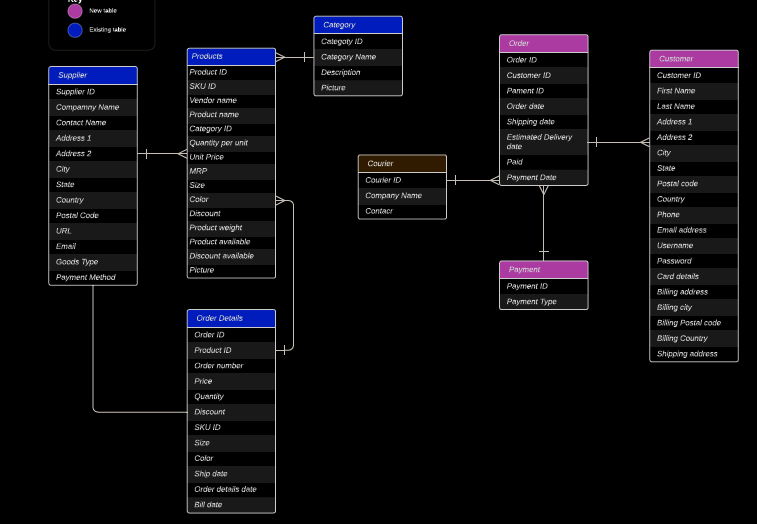 Key
New table
Existing table
Supplier
Supplier ID
Compamny Name
Contact Name
Address 1
Address 2
City
State
Country
Postal Code
URL
Email
Goods Type
Payment Method
Products
Product ID
SKU ID
Vendor name
Product name
Category ID
Quantity per unit
Unit Price
MRP
Size
Color
Discount
Product weight
Product available
Discount available
Picture
Category
Categoty ID
Category Name
Description
Picture
Order Details
Order ID
Product ID
Order number
Price
Quantity
Discount
SKU ID
Size
Color
Ship date
Order details date
Bill date
Courier
Courier ID
Company Name
Contacr
Order
Order ID
Customer ID
Pament ID
Order date
Shipping date
Estimated Delivery
date
Paid
Payment Date
Payment
Payment ID
Payment Type
Customer
Customer ID
First Name
Last Name
Address 1
Address 2
City
State
Postal code
Country
Phone
Email address
Username
Password
Card details
Billing address
Billing city
Billing Postal code
Billing Country
Shipping address